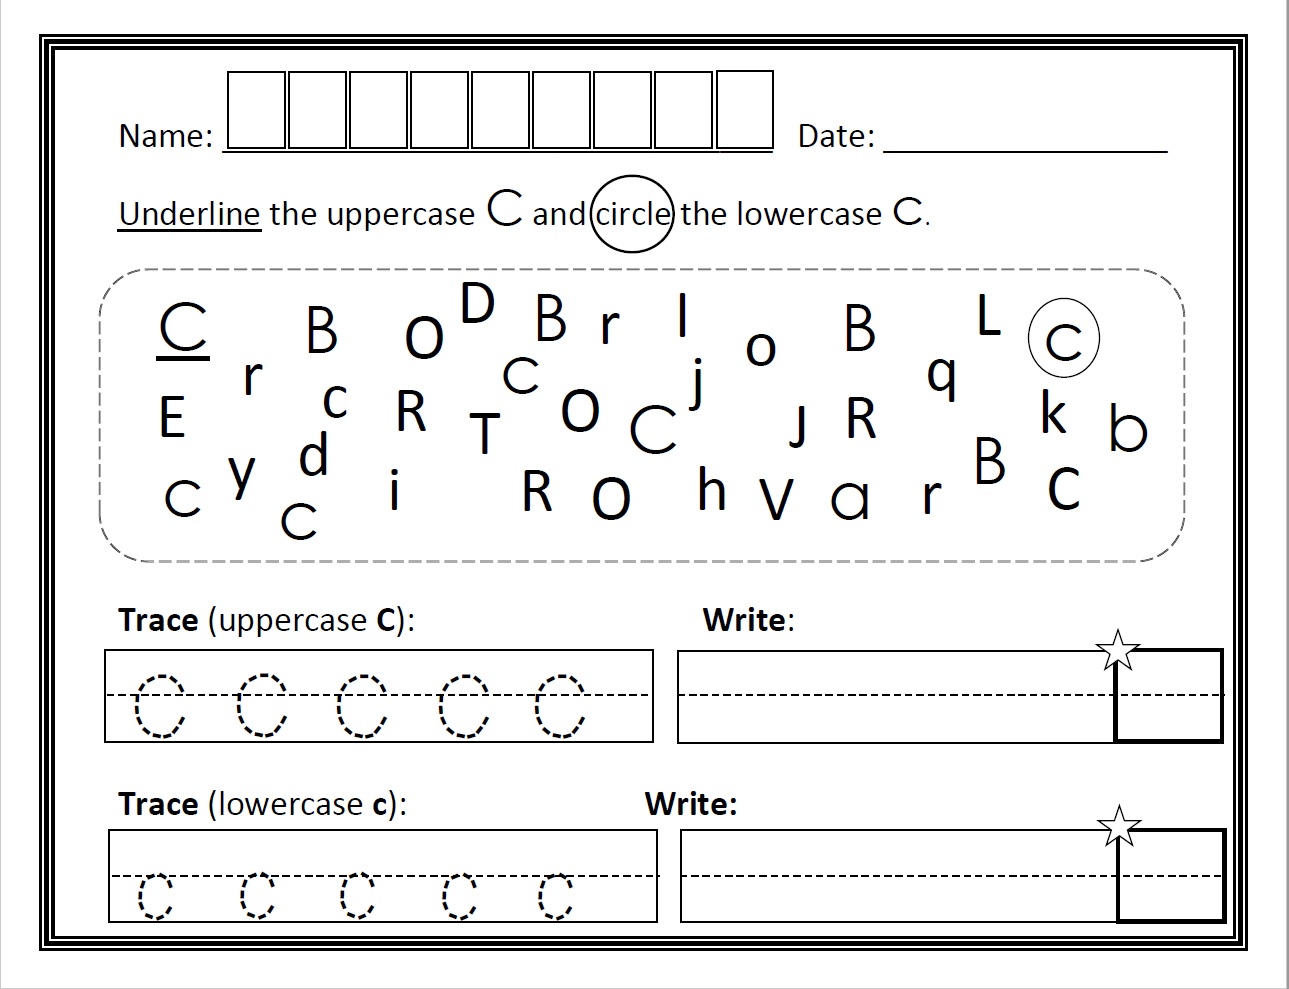 Name: Date:
Underline the uppercase C and circle the lowercase c.
C B O D B r l o B L c
r c R T c O C j J R q k b
E y d i R O h V a r B C
c c
Trace (uppercase C): Write:
C C C C C
Trace (lowercase c): Write:
c c c c c